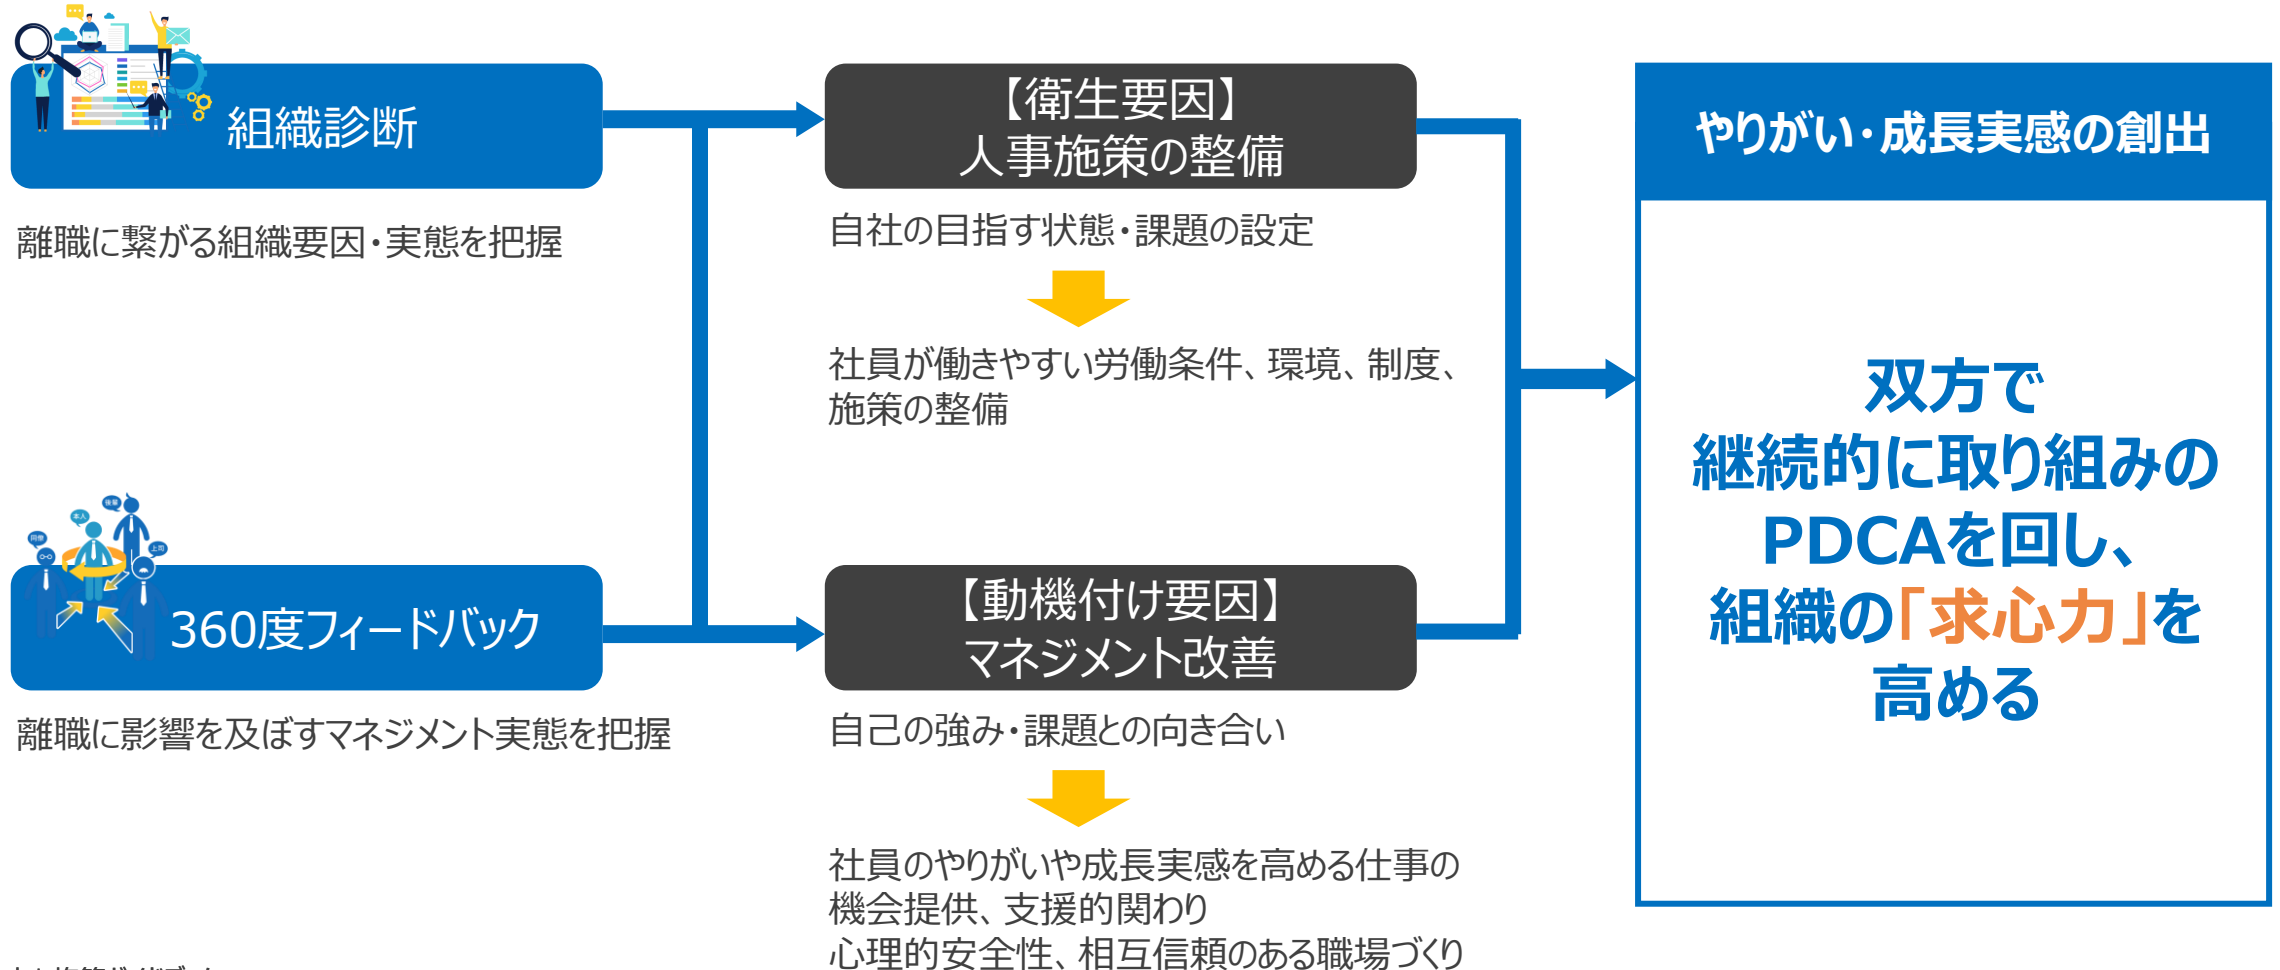 組織診断
離職に繋がる組織要因・実態を把握
後輩
本人
同僚
上司
360度フィードバック
離職に影響を及ぼすマネジメント実態を把握
【衛生要因】
人事施策の整備
自社の目指す状態・課題の設定
社員が働きやすい労働条件、環境、制度、
施策の整備
【動機付け要因】
マネジメント改善
自己の強み・課題との向き合い
社員のやりがいや成長実感を高める仕事の
機会提供、支援的関わり
心理的安全性、相互信頼のある職場づくり
やりがい・成長実感の創出
双方で
継続的に取り組みの
PDCAを回し、
組織の「求心力」を
高める